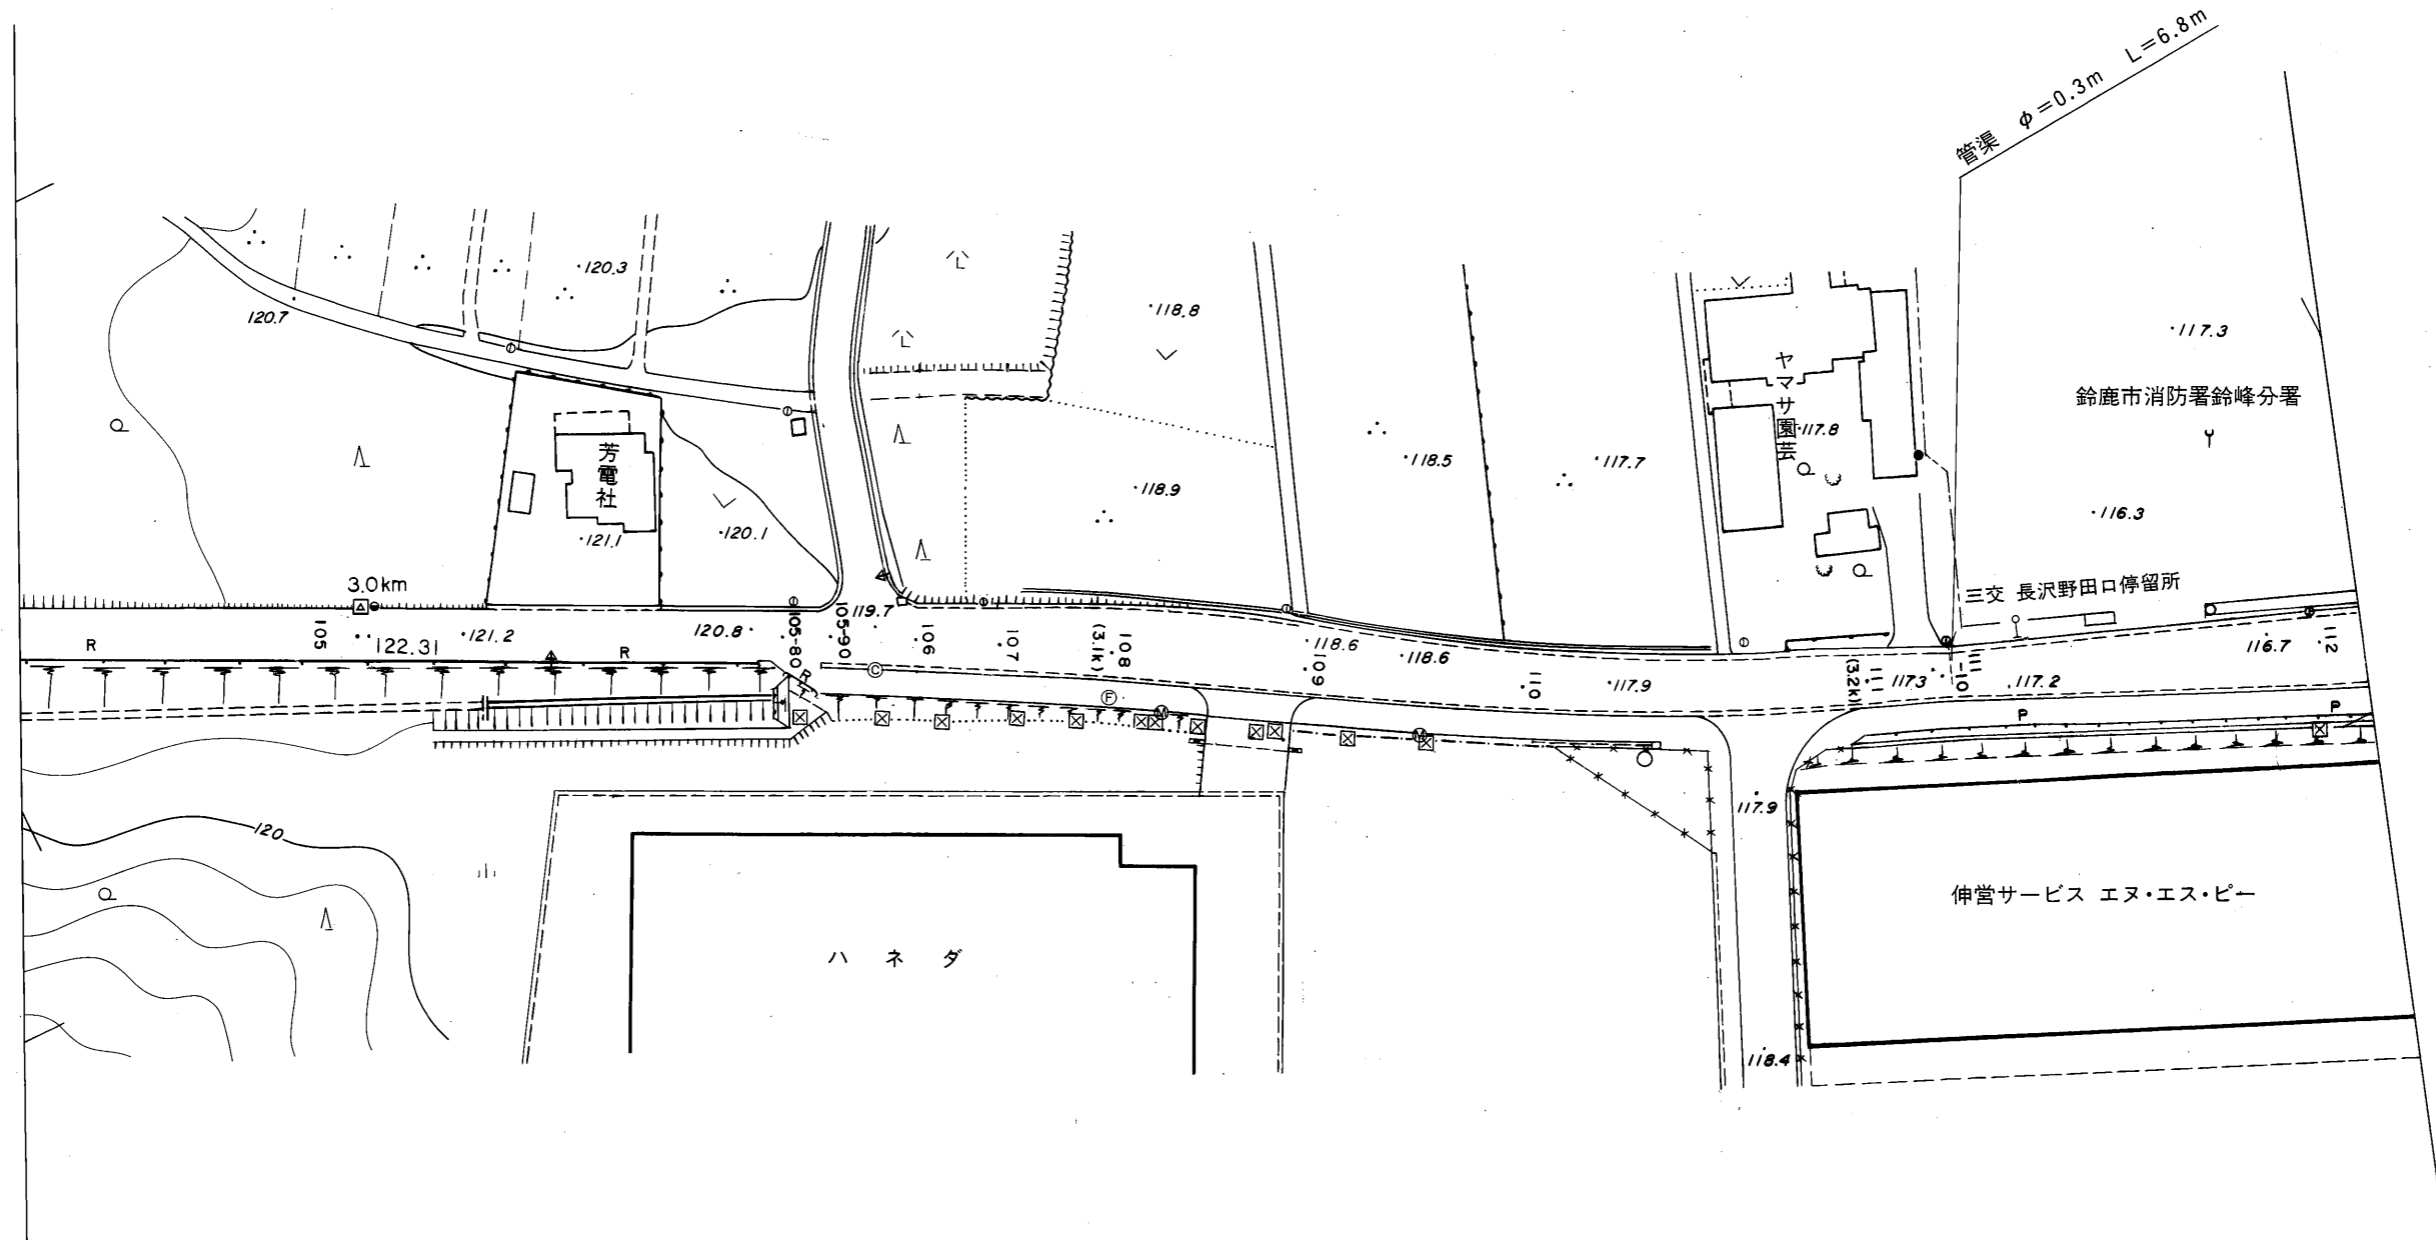 管渠 φ=0.3m L=6.8m
120.3
120.7
118.8
117.3
ヤマサ園芸
鈴鹿市消防署鈴峰分署
117.8
芳電社
118.5
117.7
118.9
116.3
121.1
120.1
3.0km
三交 長沢野田口停留所
119.7
R
105
122.31
121.2
R
120.8
105-80
105-90
106
107
108
(3.1k)
118.6
109
118.6
110
117.9
(3.2k)
111
117.3
111-10
117.2
116.7
112
R
T
C
F
M
M
P
P
117.9
120
伸営サービス エヌ・エス・ピー
ハネダ
118.4